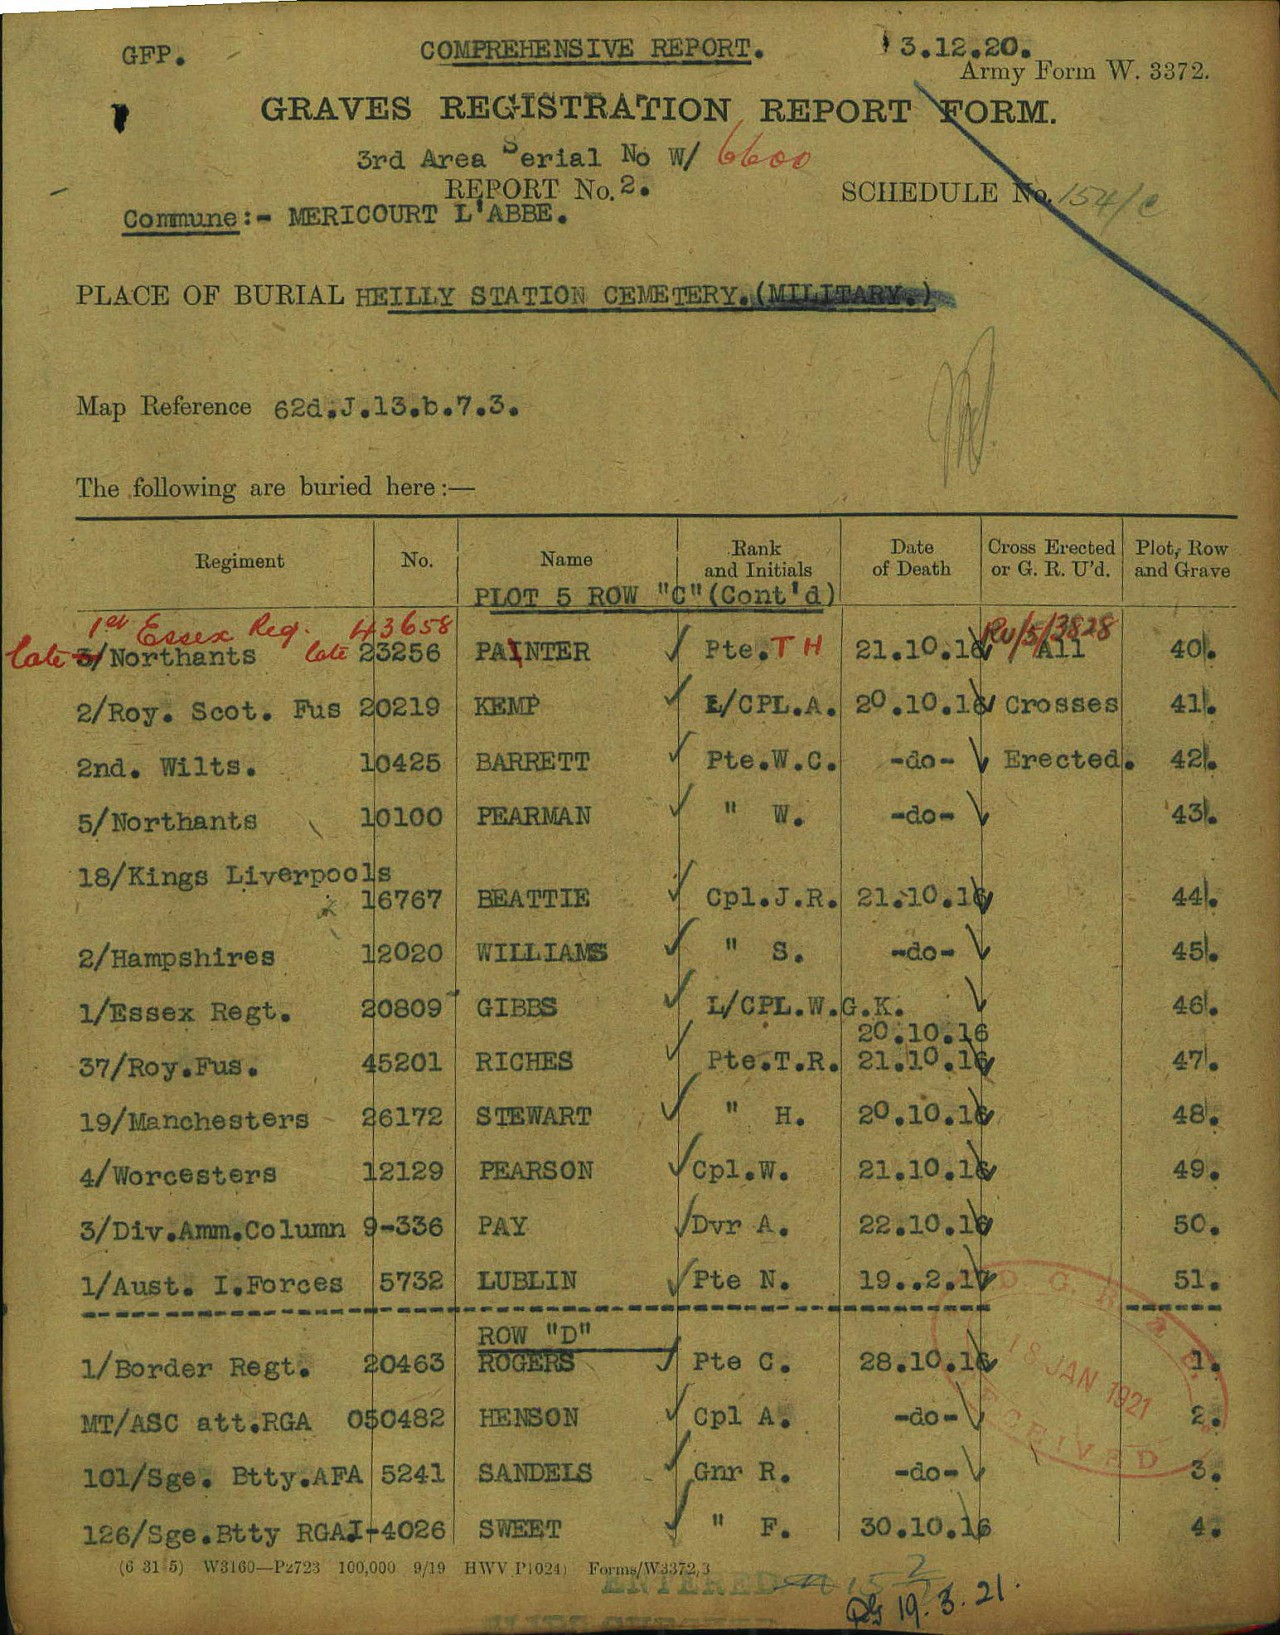 GFP. COMPREHENSIVE REPORT. 3.12.20.
Army Form W. 3372.
GRAVES REGISTRATION REPORT FORM.
3rd Area Serial No W/ 6600
REPORT No. 2. SCHEDULE No. 154/c
Commune:- MERICOURT L'ABBE.
PLACE OF BURIAL HEILLY STATION CEMETERY. (MILITARY.)
Map Reference 62d.J.13.b.7.3.
The following are buried here :—
Regiment No. Name Rank and Initials Date of Death Cross Erected or G. R. U'd. Plot, Row and Grave
PLOT 5 ROW "C" (Cont'd)
1st Essex Reg. 43658 Rv/5/3828
late 3/Northants late 23256 PAINTER Pte. T H 21.10.16 All 40.
2/Roy. Scot. Fus 20219 KEMP L/CPL.A. 20.10.16 Crosses 41.
2nd. Wilts. 10425 BARRETT Pte.W.C. -do- Erected. 42.
5/Northants 10100 PEARMAN " W. -do- 43.
18/Kings Liverpools
16767 BEATTIE Cpl.J.R. 21.10.16 44.
2/Hampshires 12020 WILLIAMS " S. -do- 45.
1/Essex Regt. 20809 GIBBS L/CPL.W.G.K. 46.
20.10.16
37/Roy.Fus. 45201 RICHES Pte.T.R. 21.10.16 47.
19/Manchesters 26172 STEWART " H. 20.10.16 48.
4/Worcesters 12129 PEARSON Cpl.W. 21.10.16 49.
3/Div.Amm.Column 9-336 PAY Dvr A. 22.10.16 50.
1/Aust. I.Forces 5732 LUBLIN Pte N. 19..2.17 51.
ROW "D"
1/Border Regt. 20463 ROGERS Pte C. 28.10.16 1.
MT/ASC att.RGA 050482 HENSON Cpl A. -do- 2.
101/Sge. Btty.AFA 5241 SANDELS Gnr R. -do- 3.
126/Sge.Btty RGA I-4026 SWEET " F. 30.10.16 4.
18 JAN 1921
RECEIVED
(6 31 5) W3160—P2723 100,000 9/19 HWV P1024) Forms/W3372/3
ENTERED
19.3.21.